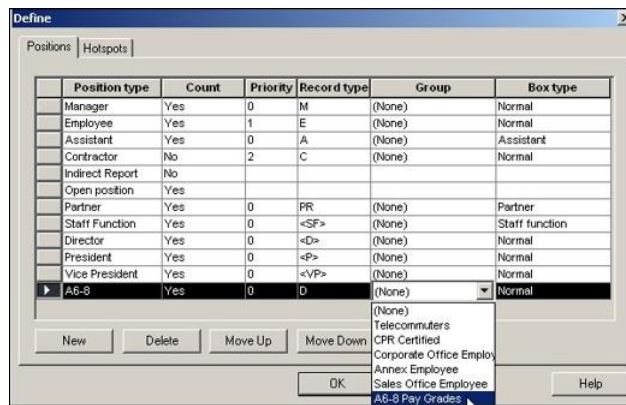 Define
Positions Hotspots
Position type Count Priority Record type Group Box type
Manager Yes 0 M (None) Normal
Employee Yes 1 E (None) Normal
Assistant Yes 0 A (None) Assistant
Contractor No 2 C (None) Normal
Indirect Report No
Open position Yes
Partner Yes 0 PR (None) Partner
Staff Function Yes 0 <SF> (None) Staff function
Director Yes 0 <D> (None) Normal
President Yes 0 <P> (None) Normal
Vice President Yes 0 <VP> (None) Normal
A6-8 Yes 0 D (None) Normal
(None)
Telecommuters
New Delete Move Up Move Down CPR Certified
Corporate Office Employ
Annex Employee
OK Sales Office Employee Help
A6-8 Pay Grades